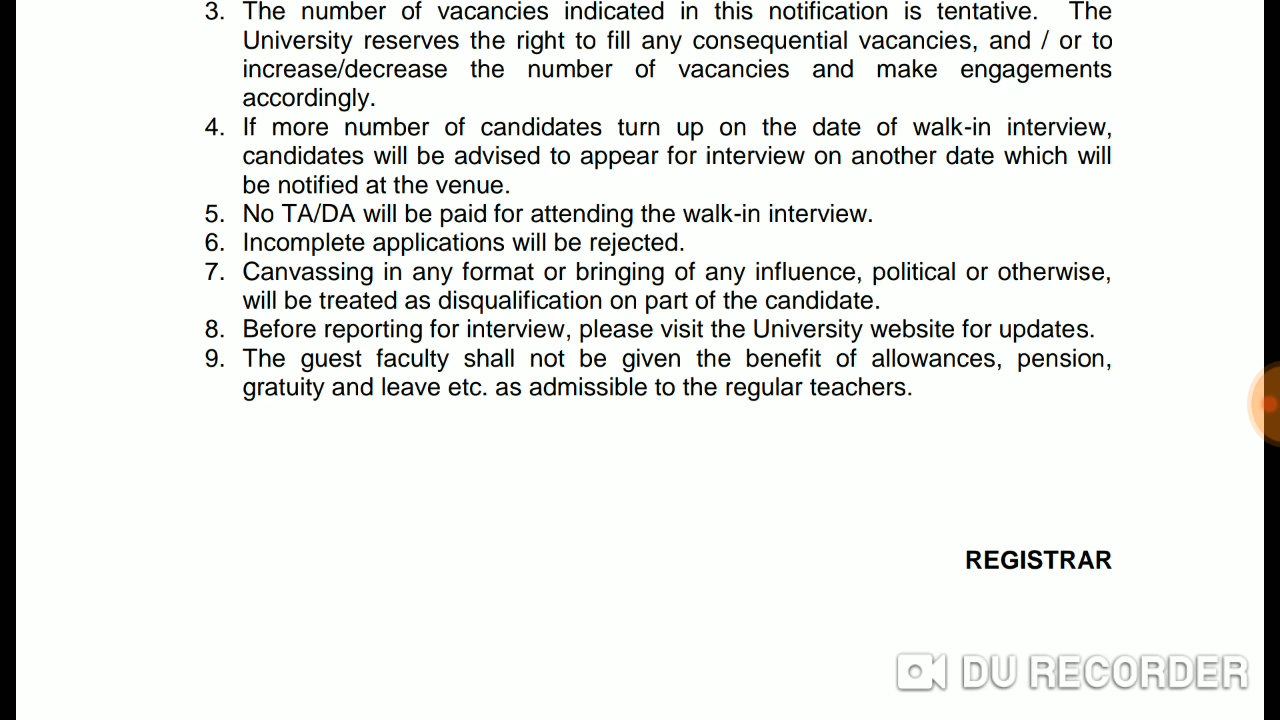 3. The number of vacancies indicated in this notification is tentative. The
University reserves the right to fill any consequential vacancies, and / or to
increase/decrease the number of vacancies and make engagements
accordingly.
4. If more number of candidates turn up on the date of walk-in interview,
candidates will be advised to appear for interview on another date which will
be notified at the venue.
5. No TA/DA will be paid for attending the walk-in interview.
6. Incomplete applications will be rejected.
7. Canvassing in any format or bringing of any influence, political or otherwise,
will be treated as disqualification on part of the candidate.
8. Before reporting for interview, please visit the University website for updates.
9. The guest faculty shall not be given the benefit of allowances, pension,
gratuity and leave etc. as admissible to the regular teachers.
REGISTRAR
DU RECORDER